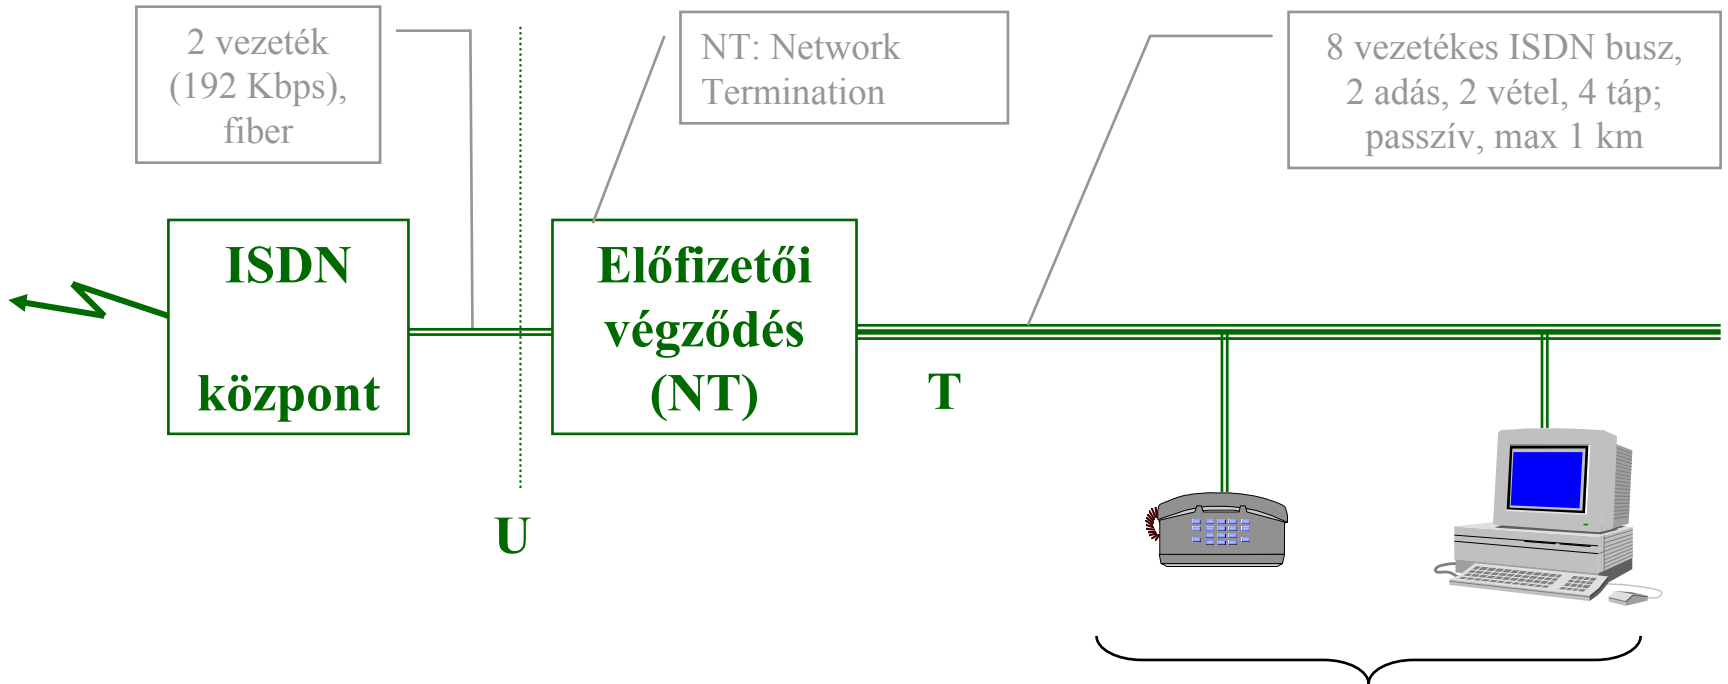 2 vezeték
(192 Kbps),
fiber
NT: Network
Termination
8 vezetékes ISDN busz,
2 adás, 2 vétel, 4 táp;
passzív, max 1 km
ISDN
központ
Előfizetői
végződés
(NT)
T
U